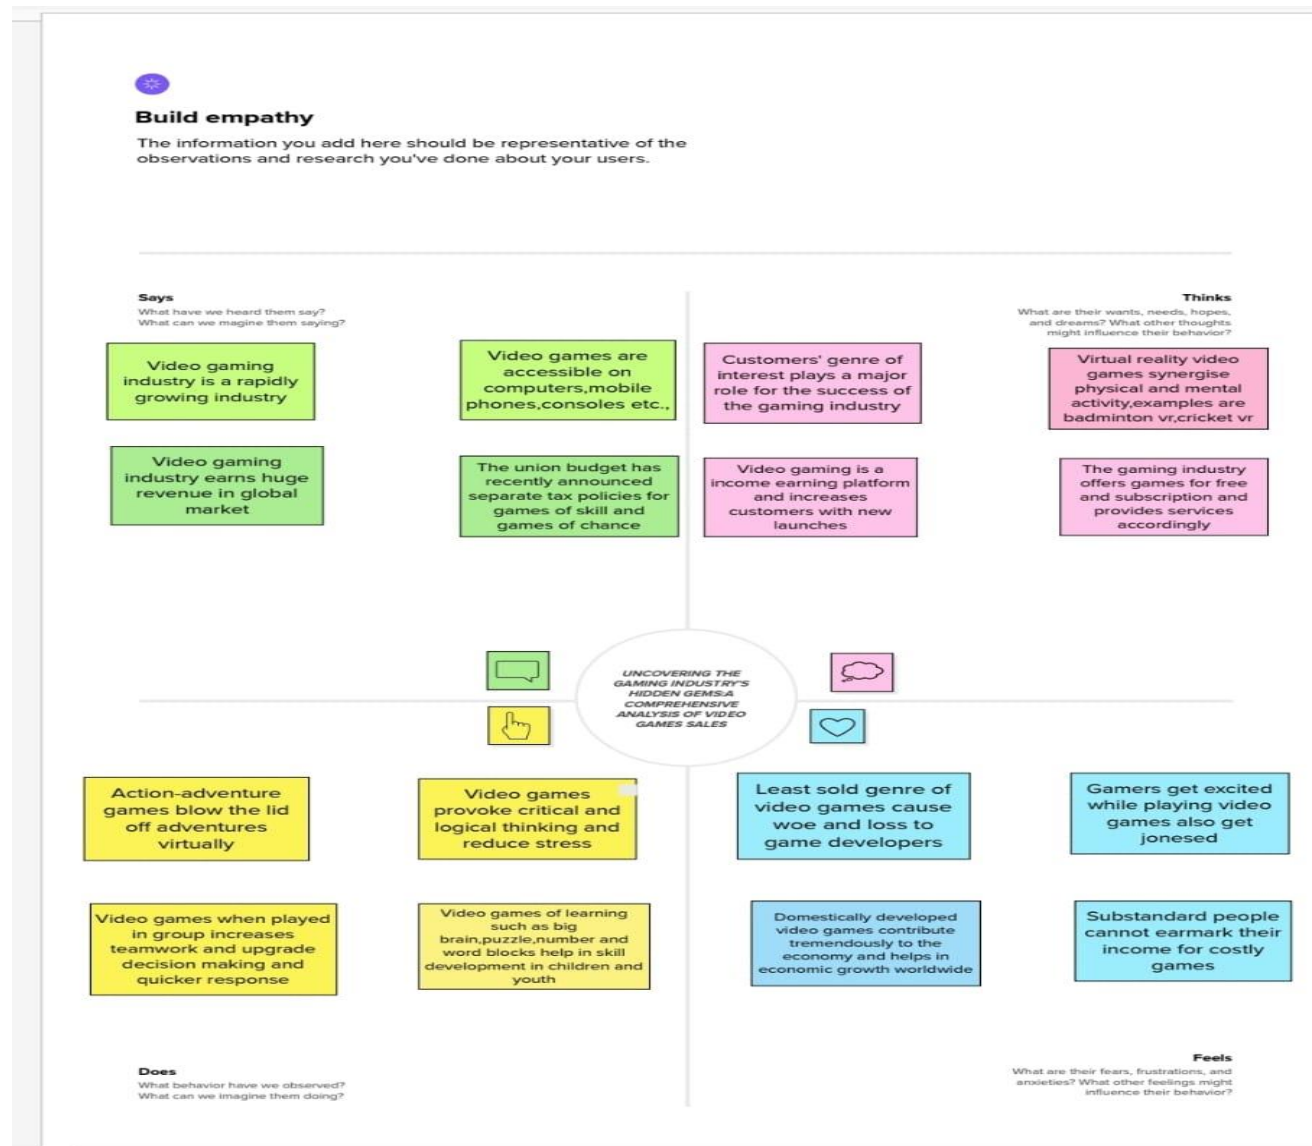 Build empathy
The information you add here should be representative of the
observations and research you've done about your users.
Says
What have we heard them say?
What can we magine them saying?
Thinks
What are their wants, needs, hopes,
and dreams? What other thoughts
might influence their behavior?
Video gaming
industry is a rapidly
growing industry
Video games are
accessible on
computers,mobile
phones,consoles etc.,
Customers' genre of
interest plays a major
role for the success of
the gaming industry
Virtual reality video
games synergise
physical and mental
activity,examples are
badminton vr,cricket vr
Video gaming
industry earns huge
revenue in global
market
The union budget has
recently announced
separate tax policies for
games of skill and
games of chance
Video gaming is a
income earning platform
and increases
customers with new
launches
The gaming industry
offers games for free
and subscription and
provides services
accordingly
UNCOVERING THE
GAMING INDUSTRY'S
HIDDEN GEMS:A
COMPREHENSIVE
ANALYSIS OF VIDEO
GAMES SALES
Action-adventure
games blow the lid
off adventures
virtually
Video games
provoke critical and
logical thinking and
reduce stress
Least sold genre of
video games cause
woe and loss to
game developers
Gamers get excited
while playing video
games also get
jonesed
Video games when played
in group increases
teamwork and upgrade
decision making and
quicker response
Video games of learning
such as big
brain,puzzle,number and
word blocks help in skill
development in children and
youth
Domestically developed
video games contribute
tremendously to the
economy and helps in
economic growth worldwide
Substandard people
cannot earmark their
income for costly
games
Does
What behavior have we observed?
What can we imagine them doing?
Feels
What are their fears, frustrations, and
anxieties? What other feelings might
influence their behavior?